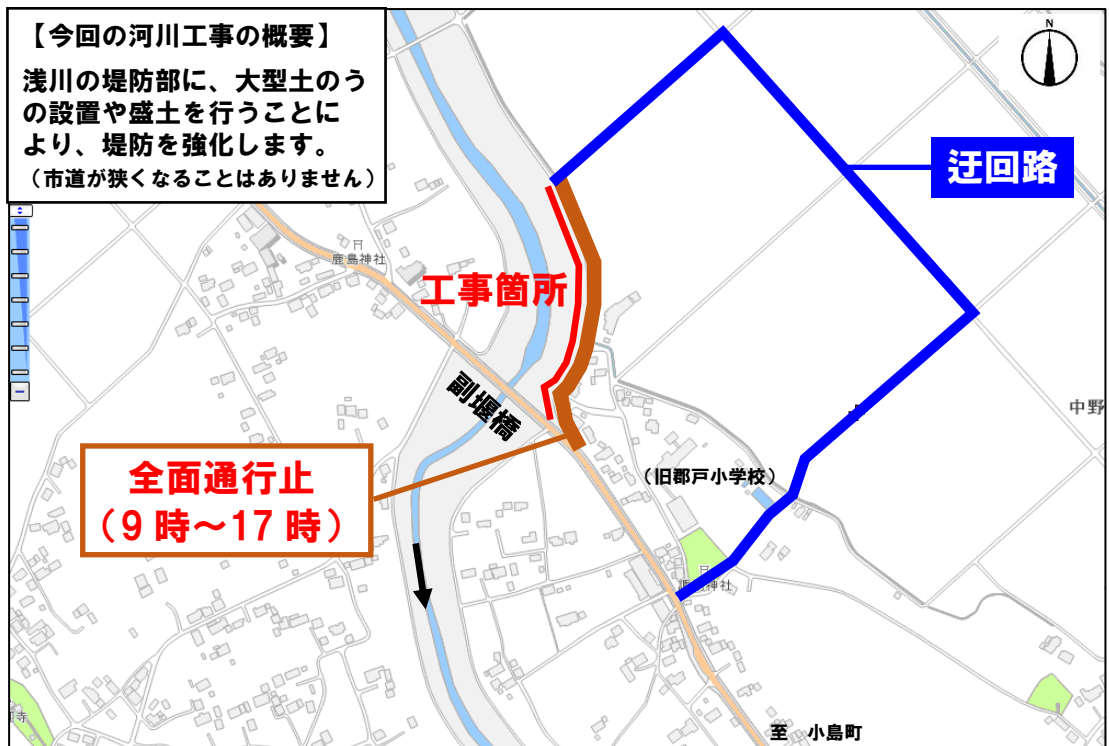 【今回の河川工事の概要】
浅川の堤防部に、大型土のう
の設置や盛土を行うことに
より、堤防を強化します。
（市道が狭くなることはありません）
N
迂回路
鹿島神社
工事箇所
副堰橋
中野
全面通行止
（9時～17時）
（旧郡戸小学校）
神社
寺
至　小島町